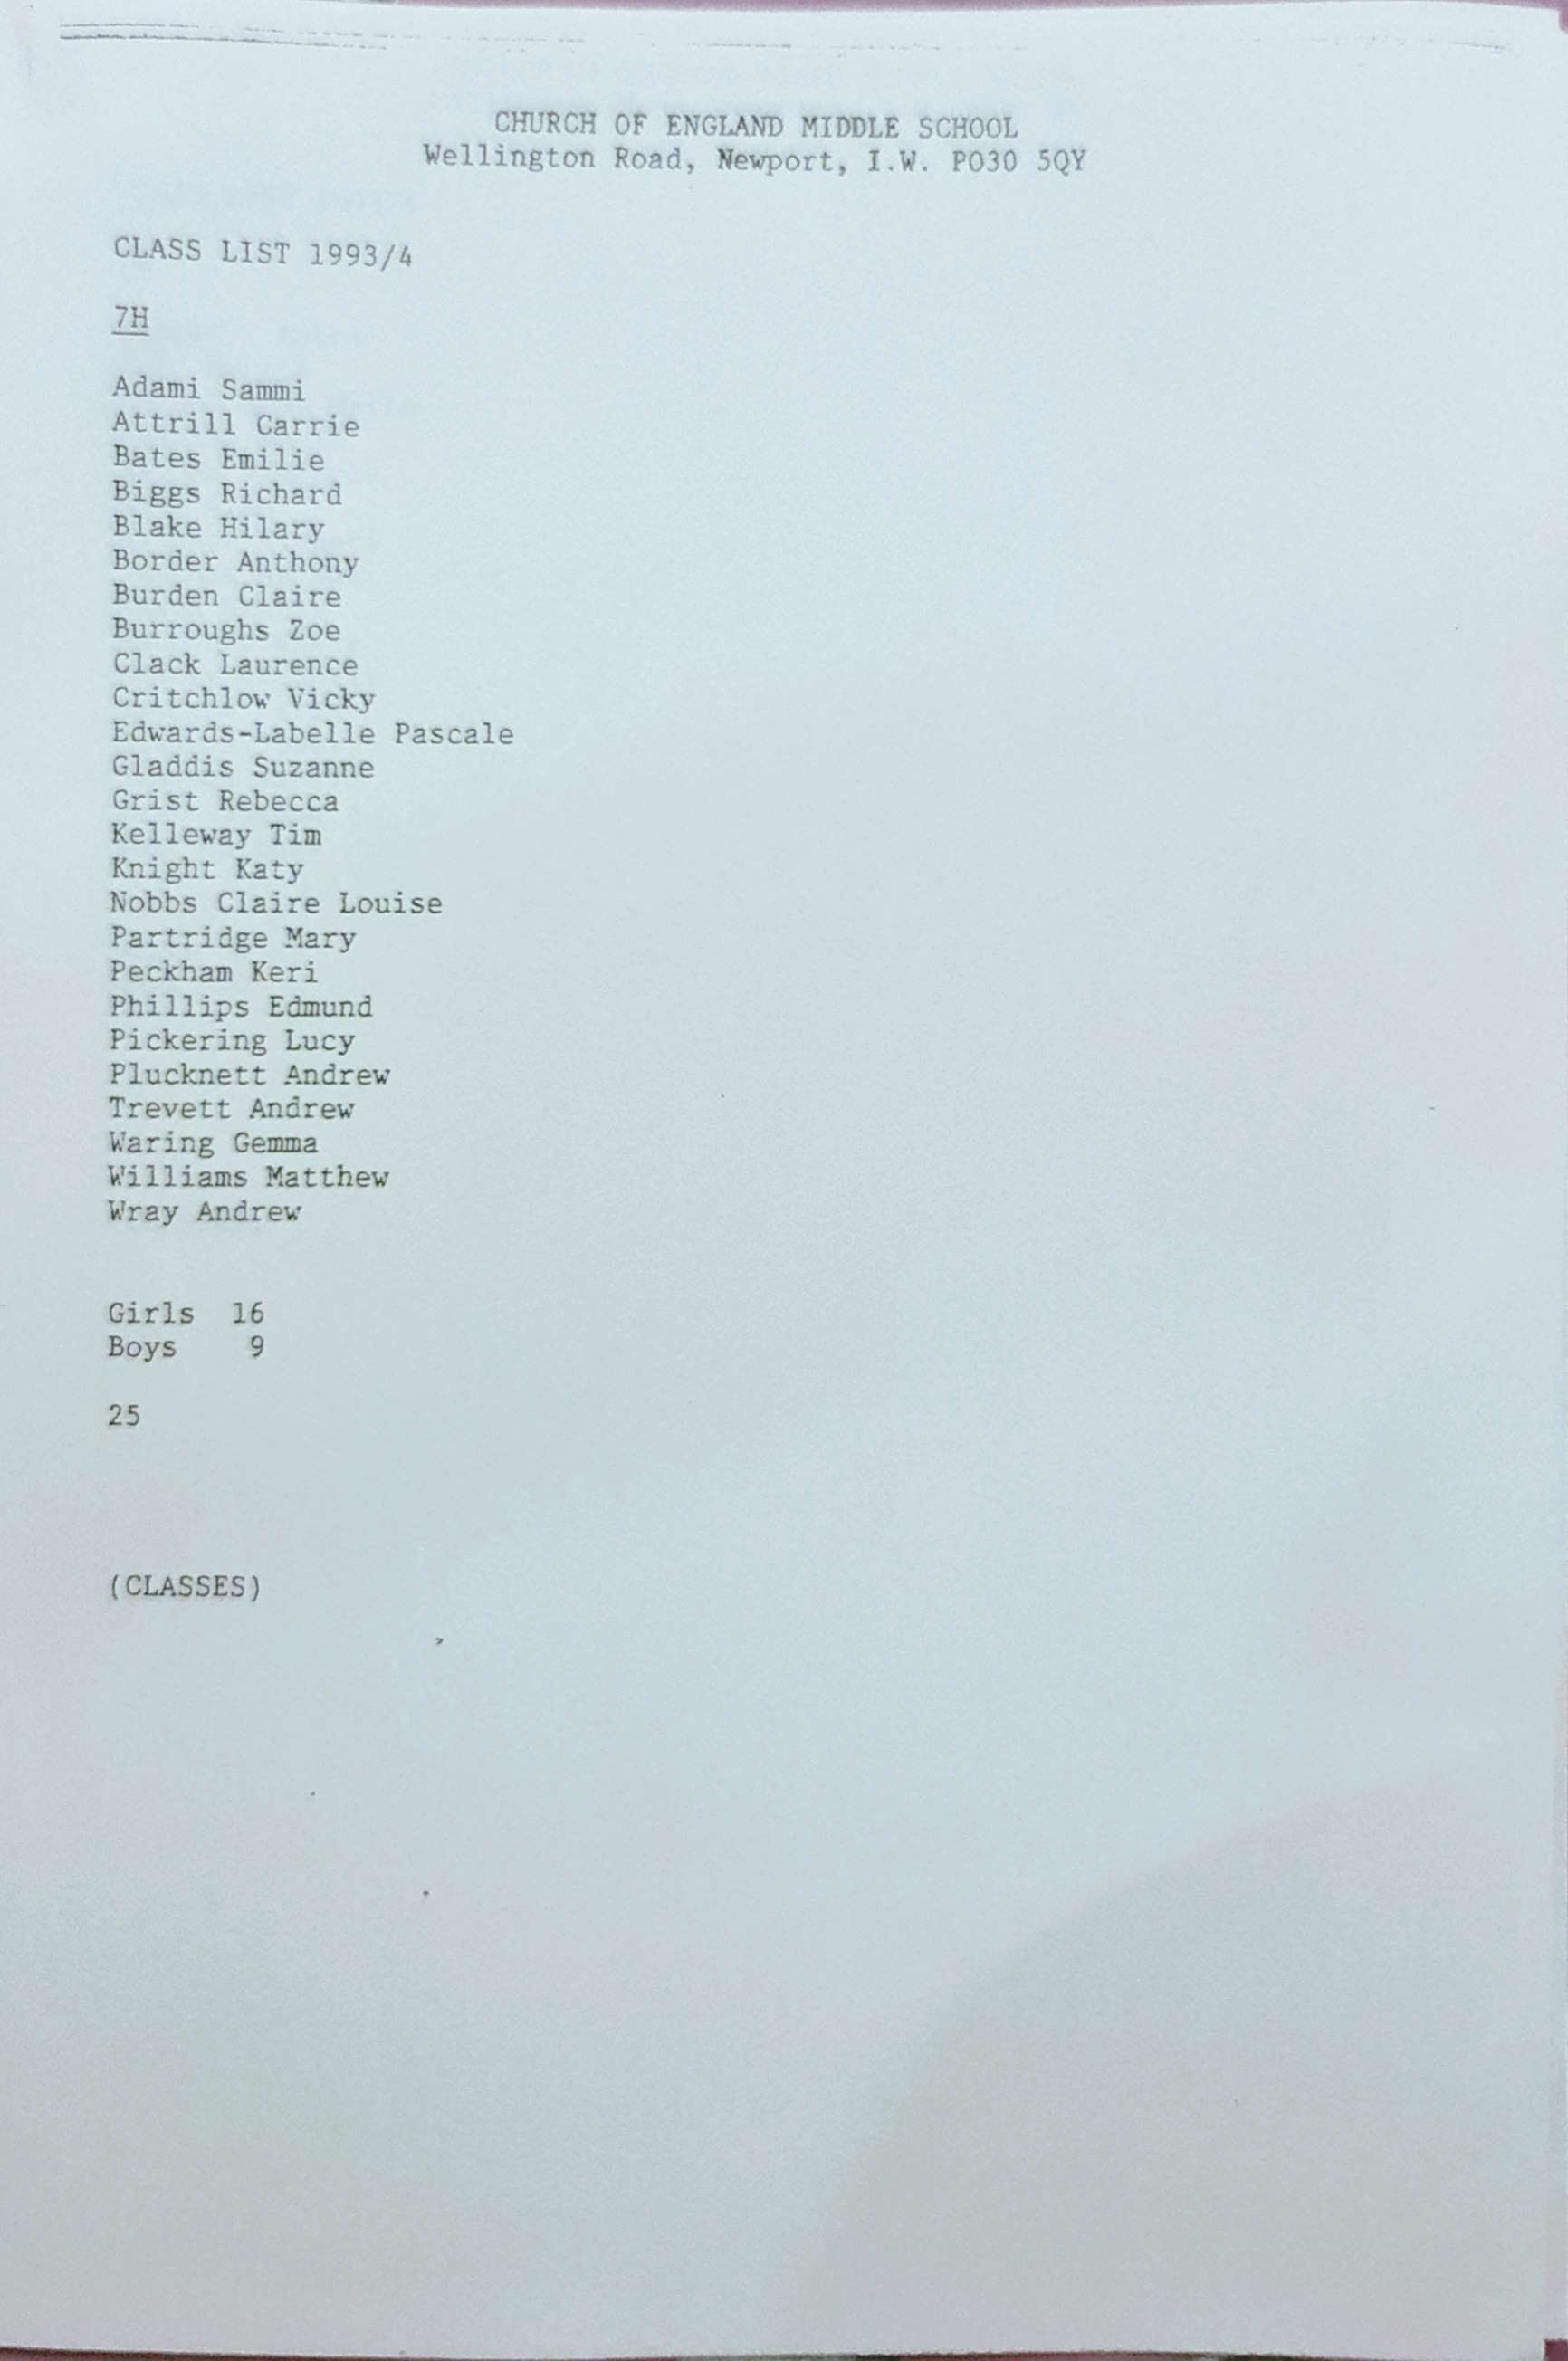 CHURCH OF ENGLAND MIDDLE SCHOOL
Wellington Road, Newport, I.W. PO30 5QY
CLASS LIST 1993/4
7H
Adami Sammi
Attrill Carrie
Bates Emilie
Biggs Richard
Blake Hilary
Border Anthony
Burden Claire
Burroughs Zoe
Clack Laurence
Critchlow Vicky
Edwards-Labelle Pascale
Gladdis Suzanne
Grist Rebecca
Kelleway Tim
Knight Katy
Nobbs Claire Louise
Partridge Mary
Peckham Keri
Phillips Edmund
Pickering Lucy
Plucknett Andrew
Trevett Andrew
Waring Gemma
Williams Matthew
Wray Andrew
Girls 16
Boys 9
25
(CLASSES)